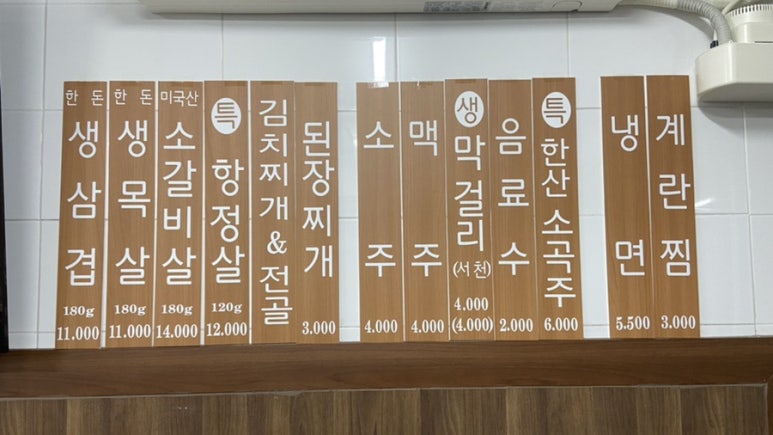 한돈 생삼겹 180g 11.000
한돈 생목살 180g 11.000
미국산 소갈비살 180g 14.000
특 항정살 120g 12.000
김치찌개&전골
된장찌개 3.000
소주 4.000
맥주 4.000
생 막걸리 (서천) 4.000 (4.000)
음료수 2.000
특 한산 소곡주 6.000
냉면 5.500
계란찜 3.000